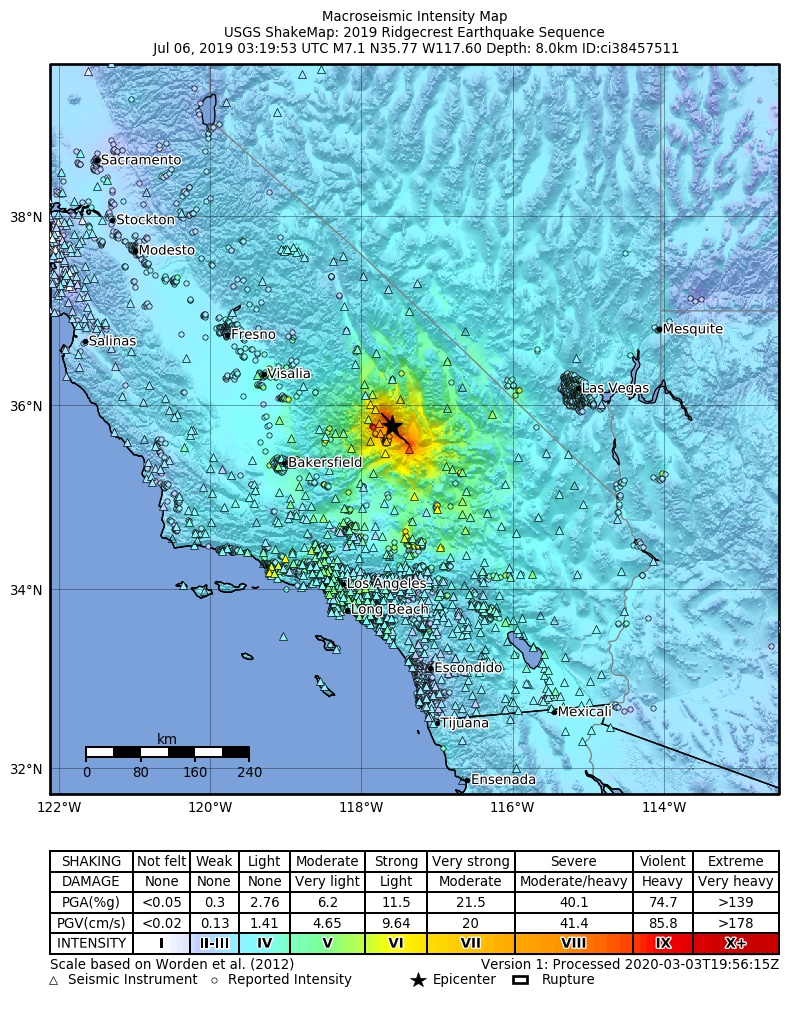 Macroseismic Intensity Map
USGS ShakeMap: 2019 Ridgecrest Earthquake Sequence
Jul 06, 2019 03:19:53 UTC M7.1 N35.77 W117.60 Depth: 8.0km ID:ci38457511
Sacramento
38°N
Stockton
Modesto
Salinas
Fresno
Mesquite
Visalia
Las Vegas
36°N
Bakersfield
34°N
Los Angeles
Long Beach
Escondido
Tijuana
Mexicali
km
0 80 160 240
32°N
Ensenada
122°W 120°W 118°W 116°W 114°W
SHAKING Not felt Weak Light Moderate Strong Very strong Severe Violent Extreme
DAMAGE None None None Very light Light Moderate Moderate/heavy Heavy Very heavy
PGA(%g) <0.05 0.3 2.76 6.2 11.5 21.5 40.1 74.7 >139
PGV(cm/s) <0.02 0.13 1.41 4.65 9.64 20 41.4 85.8 >178
INTENSITY I II-III IV V VI VII VIII IX X+
Scale based on Worden et al. (2012) Version 1: Processed 2020-03-03T19:56:15Z
Seismic Instrument Reported Intensity Epicenter Rupture